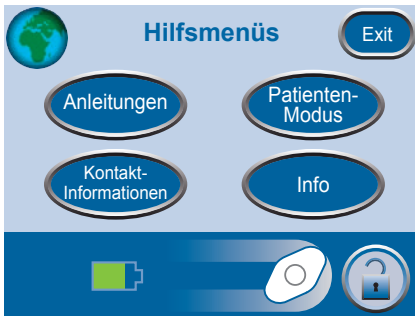 Hilfsmenüs
Exit
Anleitungen
Patienten-
Modus
Kontakt-
Informationen
Info